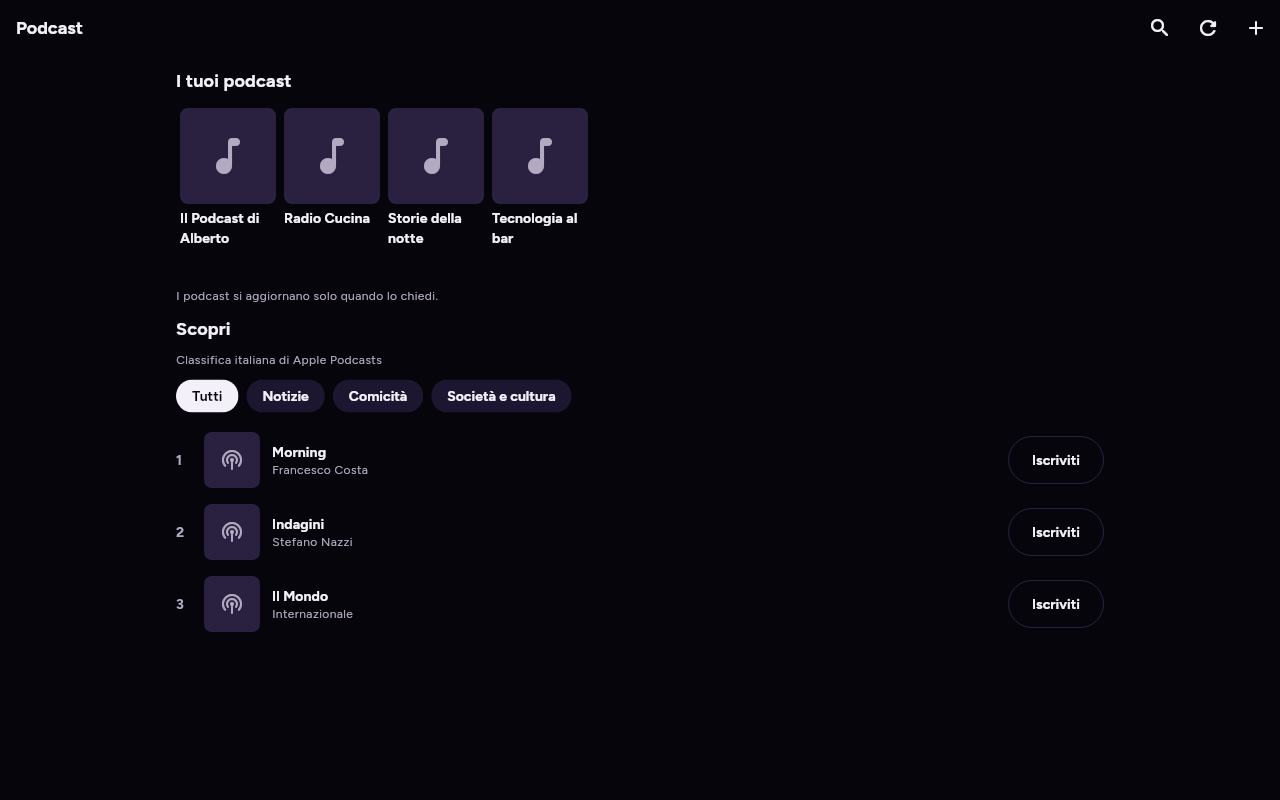 Podcast
I tuoi podcast
Il Podcast di
Alberto
Radio Cucina
Storie della
notte
Tecnologia al
bar
I podcast si aggiornano solo quando lo chiedi.
Scopri
Classifica italiana di Apple Podcasts
Tutti
Notizie
Comicità
Società e cultura
1
Morning
Francesco Costa
Iscriviti
2
Indagini
Stefano Nazzi
Iscriviti
3
Il Mondo
Internazionale
Iscriviti